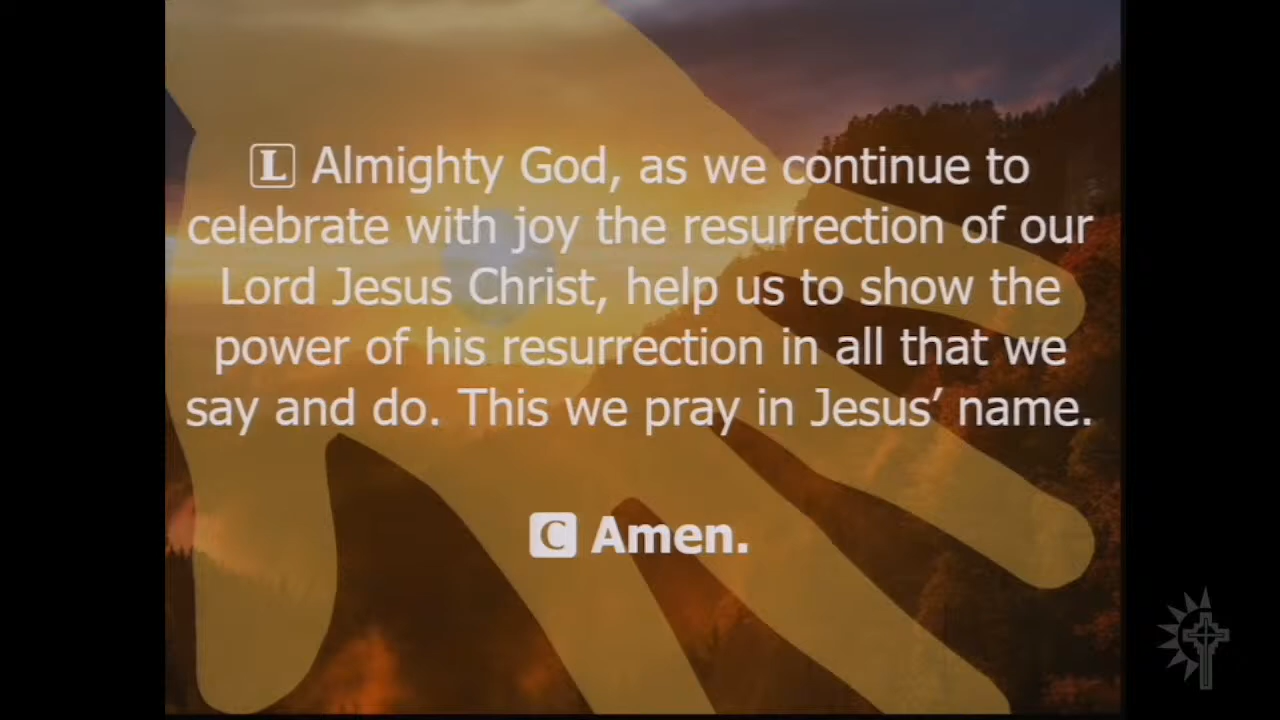 L Almighty God, as we continue to
celebrate with joy the resurrection of our
Lord Jesus Christ, help us to show the
power of his resurrection in all that we
say and do. This we pray in Jesus’ name.
C Amen.